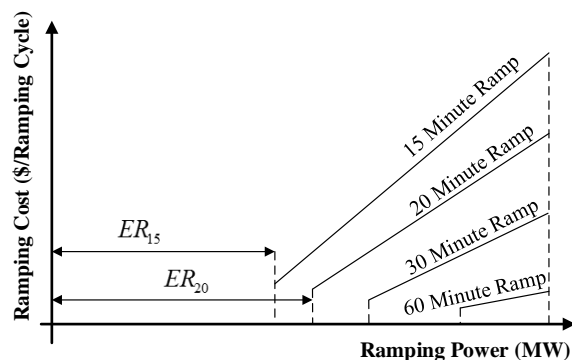 Ramping Cost ($/Ramping Cycle)
15 Minute Ramp
20 Minute Ramp
30 Minute Ramp
60 Minute Ramp
ER₁₅
ER₂₀
Ramping Power (MW)